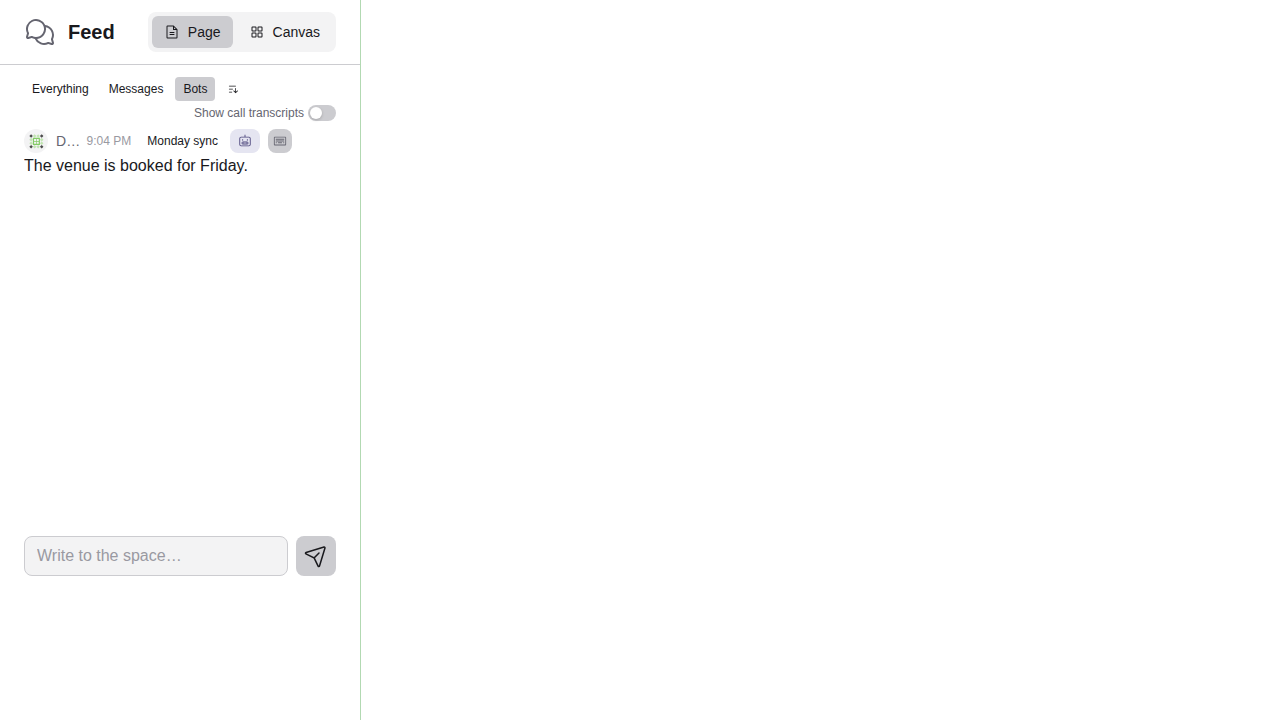 Feed
Page
Canvas
Everything
Messages
Bots
Show call transcripts
D… 9:04 PM Monday sync
The venue is booked for Friday.
Write to the space…